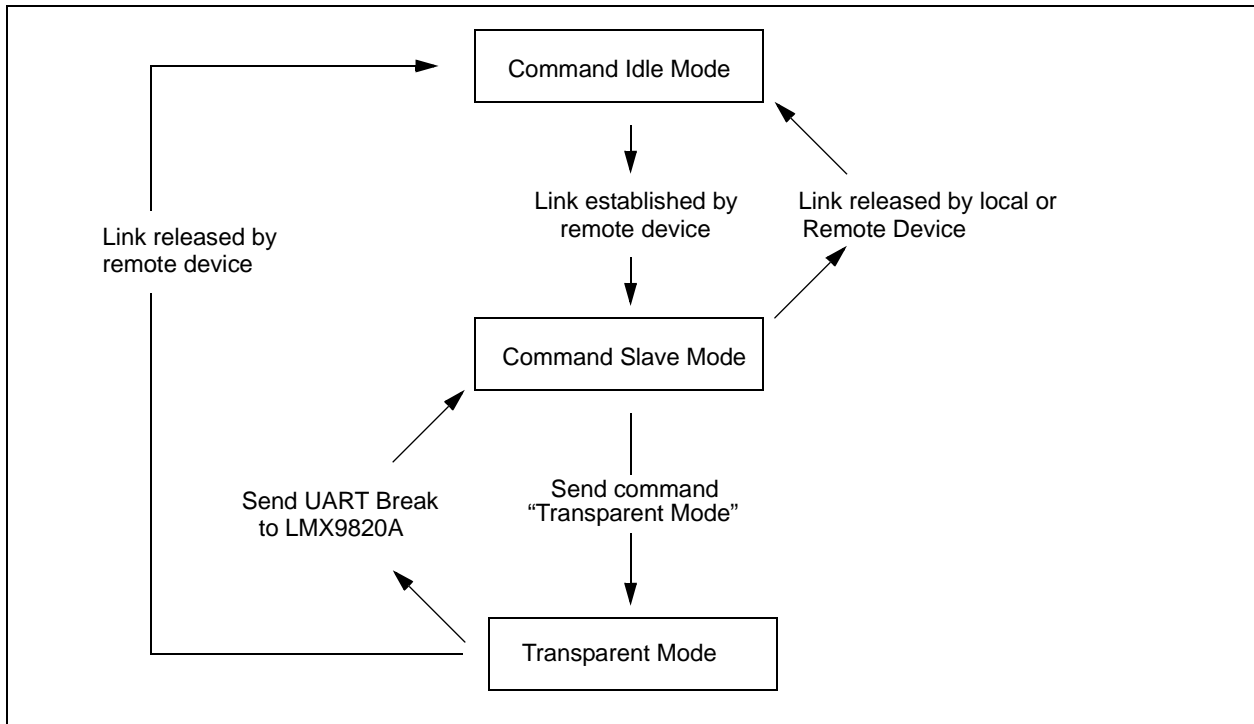 Command Idle Mode
Link established by
remote device
Link released by local or
Remote Device
Link released by
remote device
Command Slave Mode
Send UART Break
to LMX9820A
Send command
“Transparent Mode”
Transparent Mode